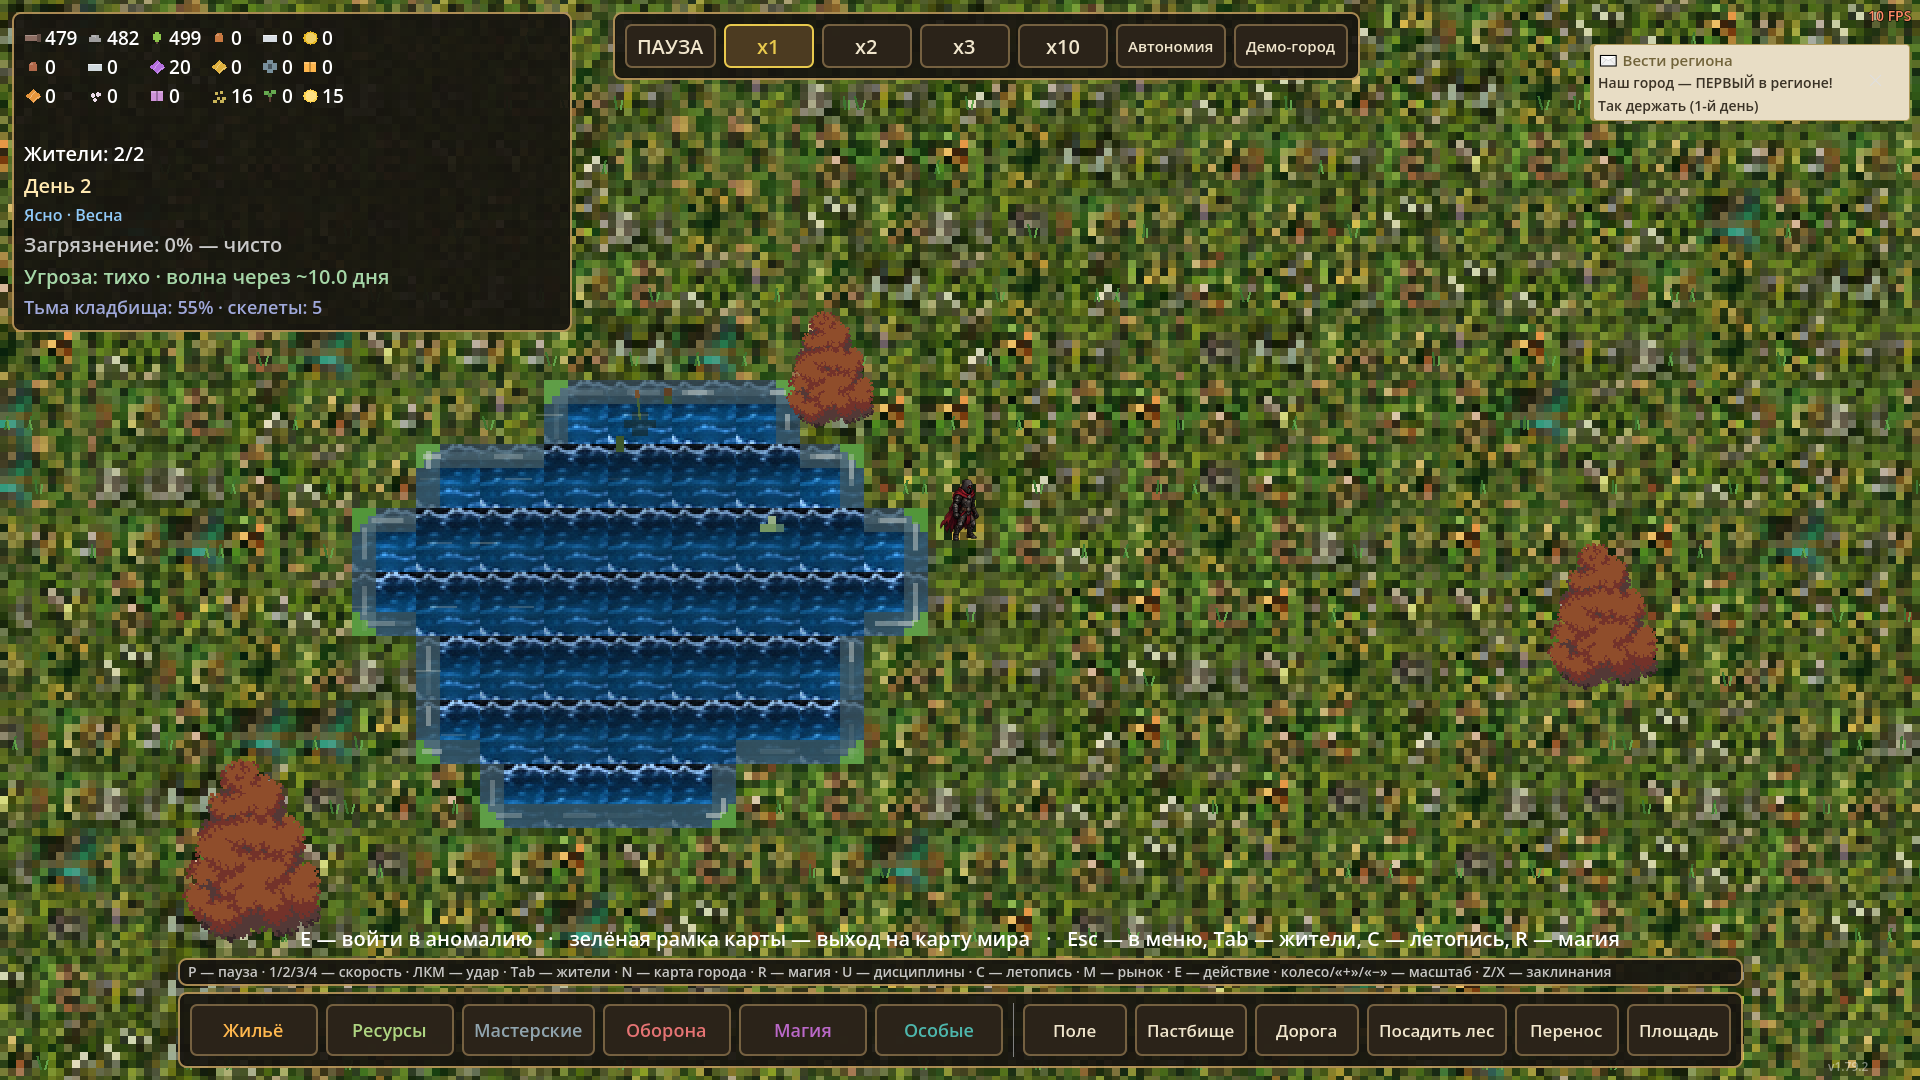 479 482 499 0 0 0
0 0 20 0 0 0
0 0 0 16 0 15
Жители: 2/2
День 2
Ясно · Весна
Загрязнение: 0% — чисто
Угроза: тихо · волна через ~10.0 дня
Тьма кладбища: 55% · скелеты: 5
ПАУЗА x1 x2 x3 x10 Автономия Демо-город
10 FPS
Вести региона
Наш город — ПЕРВЫЙ в регионе!
Так держать (1-й день)
E — войти в аномалию · зелёная рамка карты — выход на карту мира · Esc — в меню, Tab — жители, C — летопись, R — магия
P — пауза · 1/2/3/4 — скорость · ЛКМ — удар · Tab — жители · N — карта города · R — магия · U — дисциплины · C — летопись · M — рынок · E — действие · колесо/«+»/«−» — масштаб · Z/X — заклинания
Жильё Ресурсы Мастерские Оборона Магия Особые Поле Пастбище Дорога Посадить лес Перенос Площадь
v1.79.2